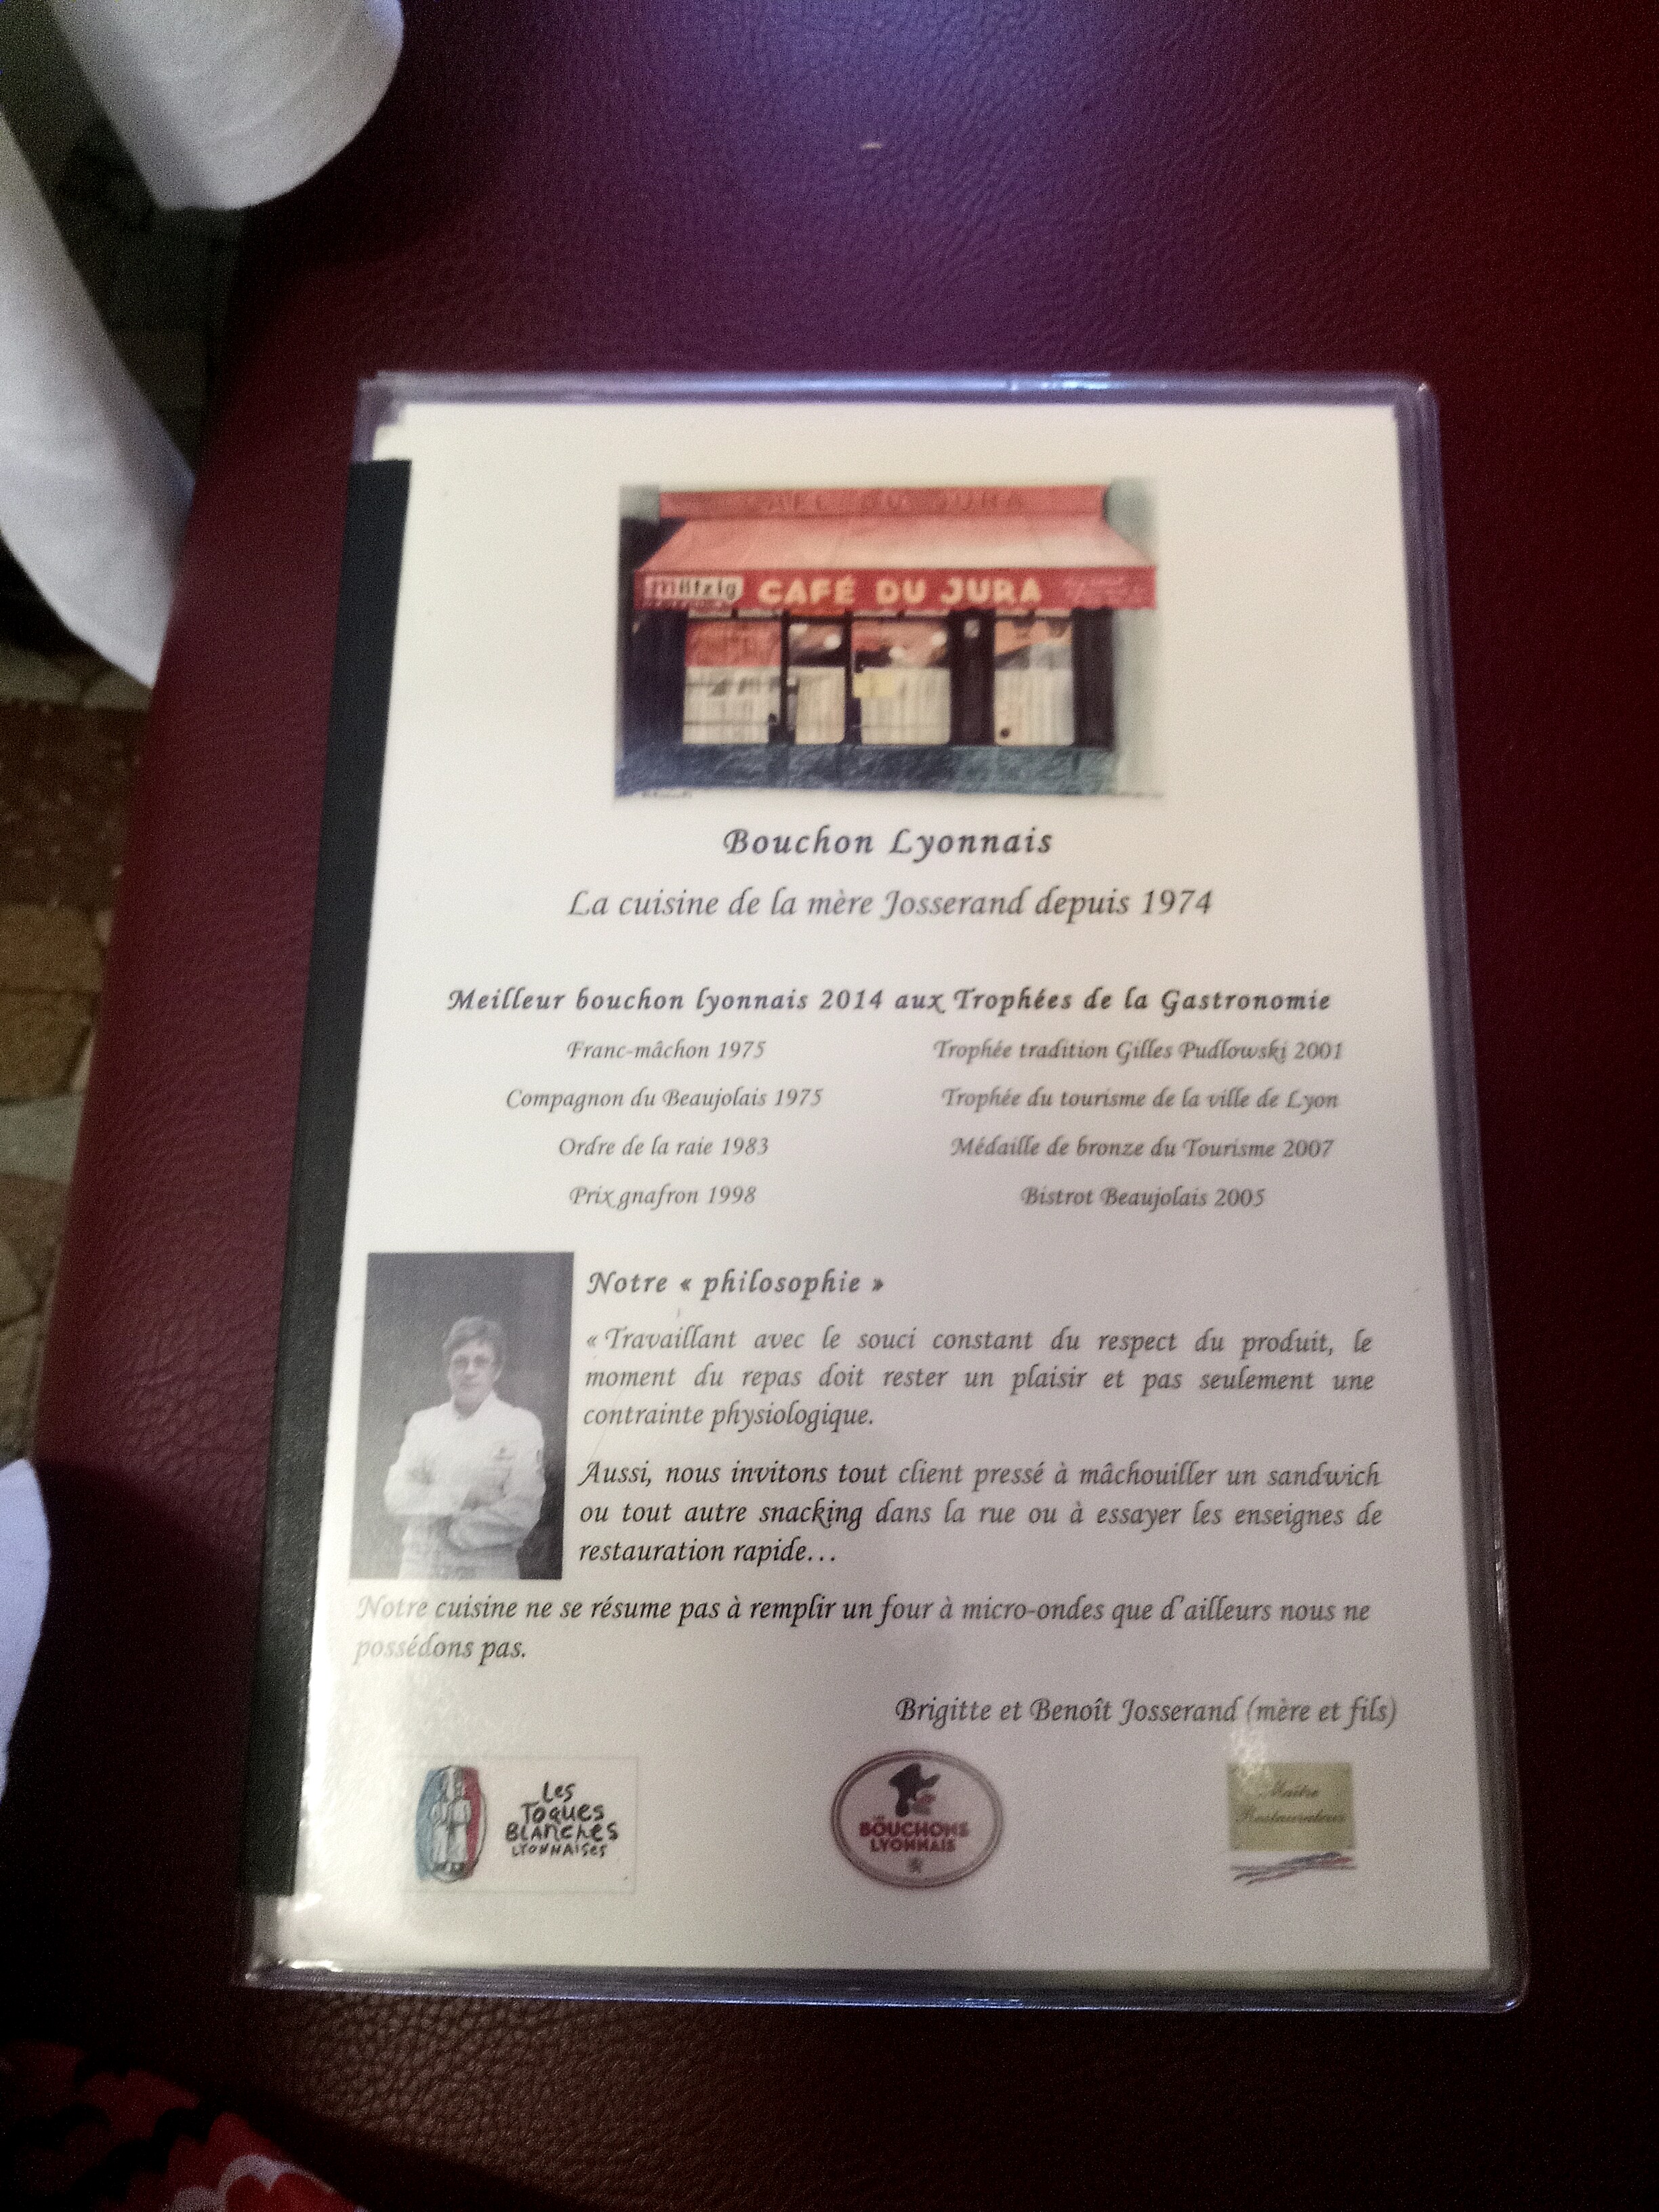 CAFE DU JURA
Mützig CAFÉ DU JURA
Bouchon Lyonnais
La cuisine de la mère Josserand depuis 1974
Meilleur bouchon lyonnais 2014 aux Trophées de la Gastronomie
Franc-mâchon 1975 Trophée tradition Gilles Pudlowski 2001
Compagnon du Beaujolais 1975 Trophée du tourisme de la ville de Lyon
Ordre de la raie 1983 Médaille de bronze du Tourisme 2007
Prix gnafron 1998 Bistrot Beaujolais 2005
Notre « philosophie »
« Travaillant avec le souci constant du respect du produit, le
moment du repas doit rester un plaisir et pas seulement une
contrainte physiologique.
Aussi, nous invitons tout client pressé à mâchouiller un sandwich
ou tout autre snacking dans la rue ou à essayer les enseignes de
restauration rapide…
Notre cuisine ne se résume pas à remplir un four à micro-ondes que d'ailleurs nous ne
possédons pas.
Brigitte et Benoît Josserand (mère et fils)
Les
Toques
Blanches
LYONNAISES
LES
BOUCHONS
LYONNAIS
Maître
Restaurateur